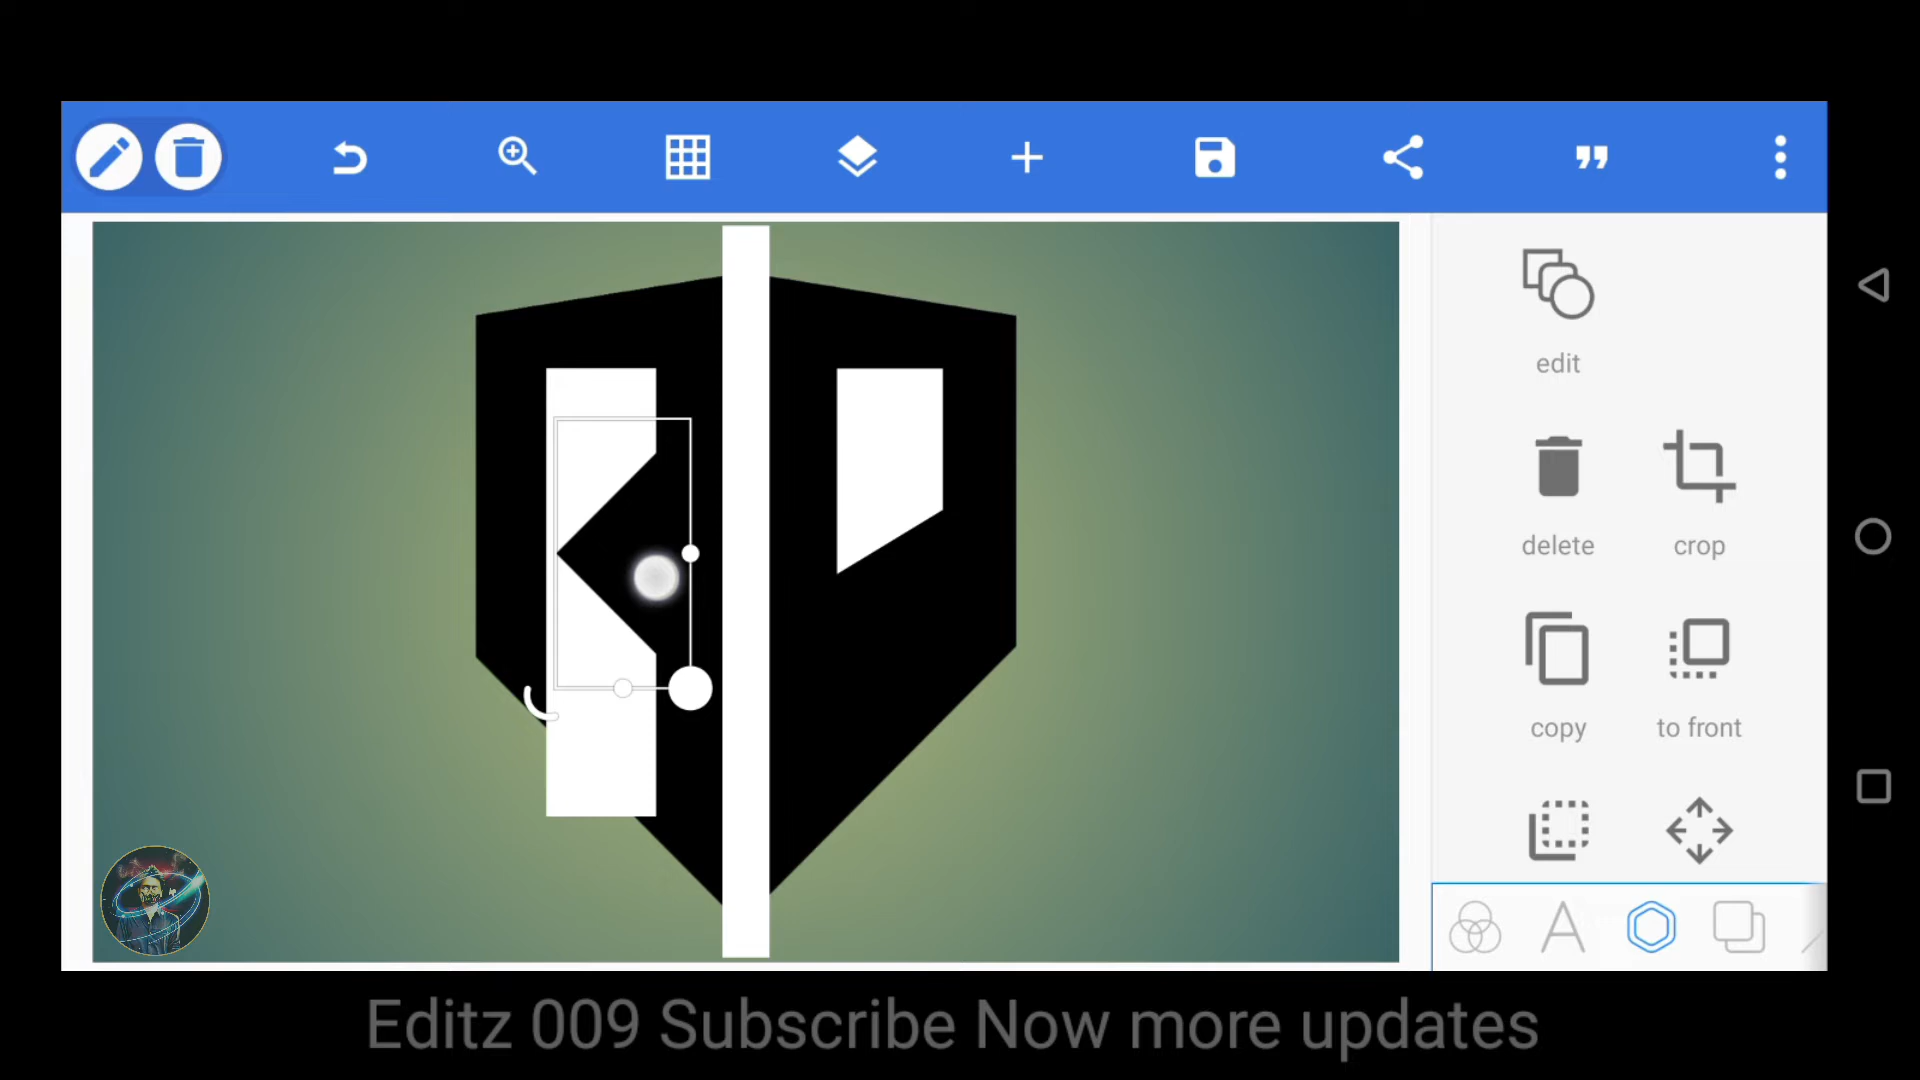 edit
delete
crop
copy
to front
Editz 009 Subscribe Now more updates